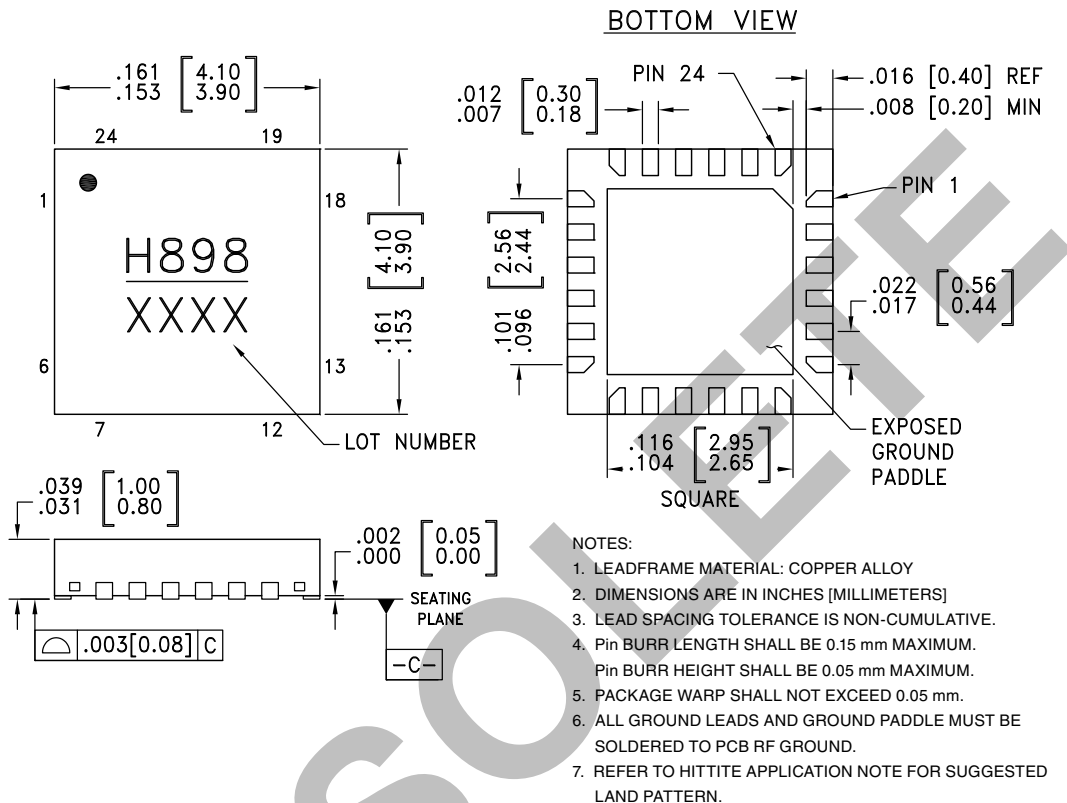 BOTTOM VIEW
.161 [4.10]
.153 [3.90]
24
19
1
18
H898
XXXX
6
13
7
12
LOT NUMBER
[4.10]
[3.90]
.161
.153
.012 [0.30]
.007 [0.18]
PIN 24
.016 [0.40] REF
.008 [0.20] MIN
PIN 1
[2.56]
[2.44]
.101
.096
.022 [0.56]
.017 [0.44]
.116 [2.95]
.104 [2.65]
SQUARE
EXPOSED
GROUND
PADDLE
.039 [1.00]
.031 [0.80]
.002 [0.05]
.000 [0.00]
SEATING
PLANE
.003[0.08] C
-C-
NOTES:
1. LEADFRAME MATERIAL: COPPER ALLOY
2. DIMENSIONS ARE IN INCHES [MILLIMETERS]
3. LEAD SPACING TOLERANCE IS NON-CUMULATIVE.
4. Pin BURR LENGTH SHALL BE 0.15 mm MAXIMUM.
Pin BURR HEIGHT SHALL BE 0.05 mm MAXIMUM.
5. PACKAGE WARP SHALL NOT EXCEED 0.05 mm.
6. ALL GROUND LEADS AND GROUND PADDLE MUST BE
SOLDERED TO PCB RF GROUND.
7. REFER TO HITTITE APPLICATION NOTE FOR SUGGESTED
LAND PATTERN.
SOLETE